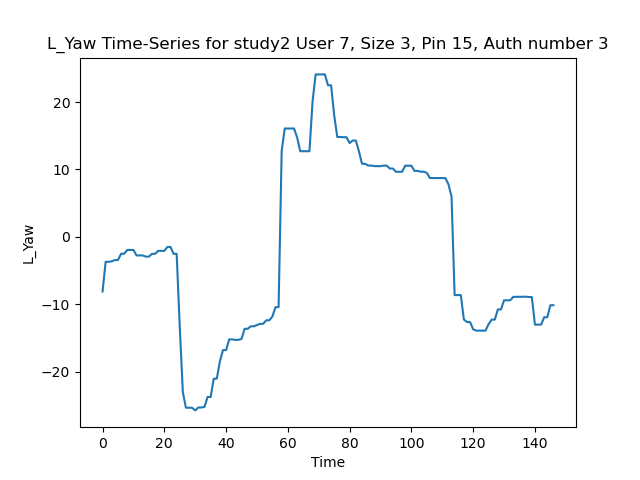 L_Yaw Time-Series for study2 User 7, Size 3, Pin 15, Auth number 3
20
10
0
−10
−20
L_Yaw
0 20 40 60 80 100 120 140
Time